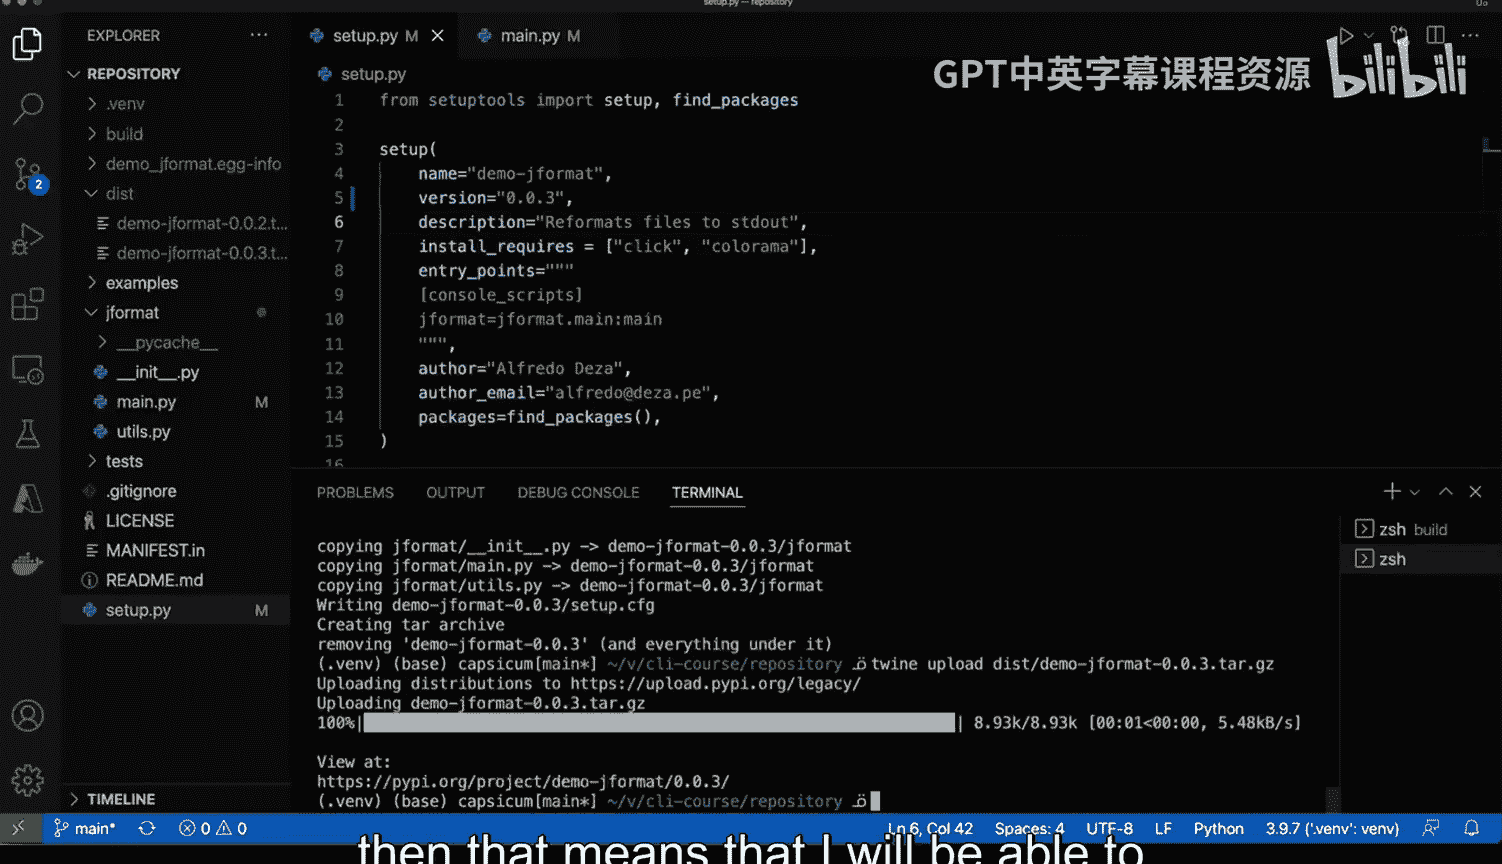 setup.py — repository
EXPLORER
setup.py M
main.py M
GPT中英字幕课程资源
bilibili
REPOSITORY
setup.py
.venv
build
demo_jformat.egg-info
dist
demo-jformat-0.0.2.t...
demo-jformat-0.0.3.t...
examples
jformat
__pycache__
__init__.py
main.py M
utils.py
tests
.gitignore
LICENSE
MANIFEST.in
README.md
setup.py M
TIMELINE
2
1 from setuptools import setup, find_packages
2
3 setup(
4 name="demo-jformat",
5 version="0.0.3",
6 description="Reformats files to stdout",
7 install_requires = ["click", "colorama"],
8 entry_points="""
9 [console_scripts]
10 jformat=jformat.main:main
11 """,
12 author="Alfredo Deza",
13 author_email="alfredo@deza.pe",
14 packages=find_packages(),
15 )
16
PROBLEMS OUTPUT DEBUG CONSOLE TERMINAL
zsh build
zsh
copying jformat/__init__.py -> demo-jformat-0.0.3/jformat
copying jformat/main.py -> demo-jformat-0.0.3/jformat
copying jformat/utils.py -> demo-jformat-0.0.3/jformat
Writing demo-jformat-0.0.3/setup.cfg
Creating tar archive
removing 'demo-jformat-0.0.3' (and everything under it)
(.venv) (base) capsicum[main*] ~/v/cli-course/repository ö twine upload dist/demo-jformat-0.0.3.tar.gz
Uploading distributions to https://upload.pypi.org/legacy/
Uploading demo-jformat-0.0.3.tar.gz
100%| | 8.93k/8.93k [00:01<00:00, 5.48kB/s]
View at:
https://pypi.org/project/demo-jformat/0.0.3/
(.venv) (base) capsicum[main*] ~/v/cli-course/repository ö
main* 0 0 Ln 6, Col 42 Spaces: 4 UTF-8 LF Python 3.9.7 ('.venv': venv)
then that means that I will be able to